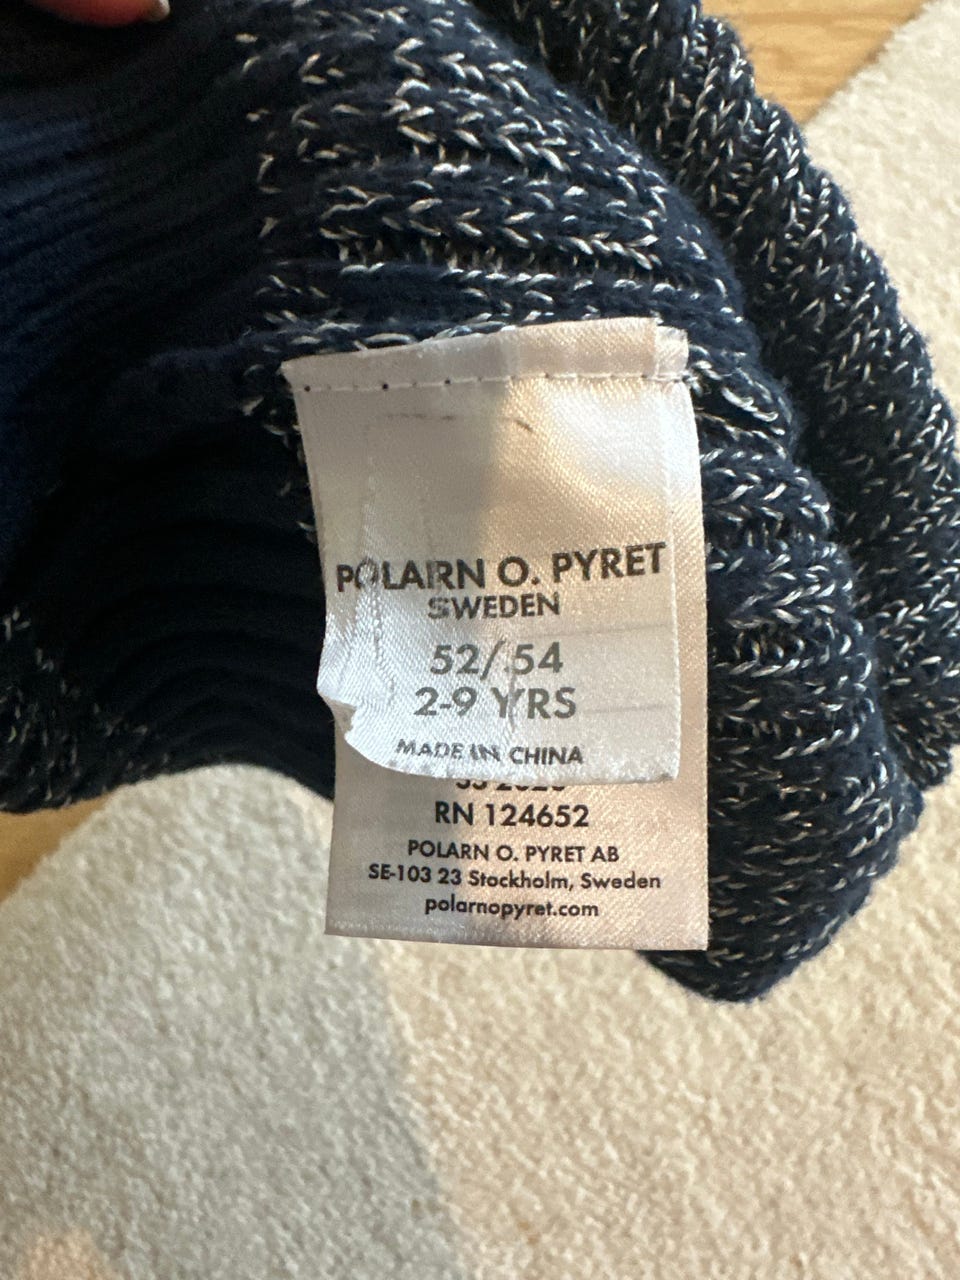 POLARN O. PYRET
SWEDEN
52/54
2-9 YRS
MADE IN CHINA
RN 124652
POLARN O. PYRET AB
SE-103 23 Stockholm, Sweden
polarnopyret.com